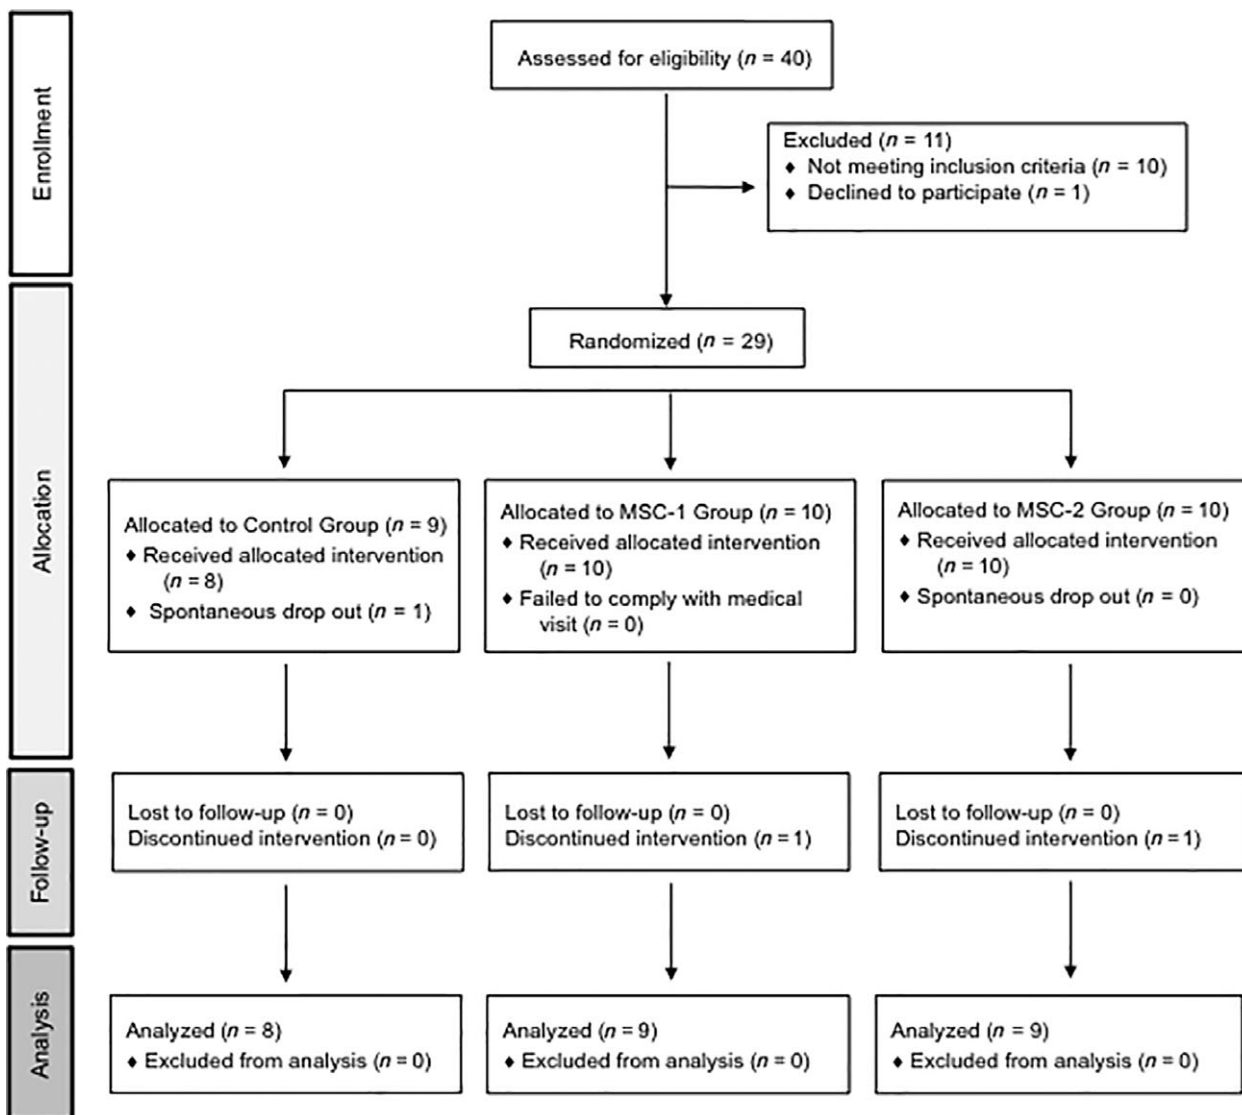 Enrollment
Assessed for eligibility (n = 40)
Excluded (n = 11)
♦ Not meeting inclusion criteria (n = 10)
♦ Declined to participate (n = 1)
Allocation
Randomized (n = 29)
Allocated to Control Group (n = 9)
♦ Received allocated intervention
(n = 8)
♦ Spontaneous drop out (n = 1)
Allocated to MSC-1 Group (n = 10)
♦ Received allocated intervention
(n = 10)
♦ Failed to comply with medical
visit (n = 0)
Allocated to MSC-2 Group (n = 10)
♦ Received allocated intervention
(n = 10)
♦ Spontaneous drop out (n = 0)
Follow-up
Lost to follow-up (n = 0)
Discontinued intervention (n = 0)
Lost to follow-up (n = 0)
Discontinued intervention (n = 1)
Lost to follow-up (n = 0)
Discontinued intervention (n = 1)
Analysis
Analyzed (n = 8)
♦ Excluded from analysis (n = 0)
Analyzed (n = 9)
♦ Excluded from analysis (n = 0)
Analyzed (n = 9)
♦ Excluded from analysis (n = 0)